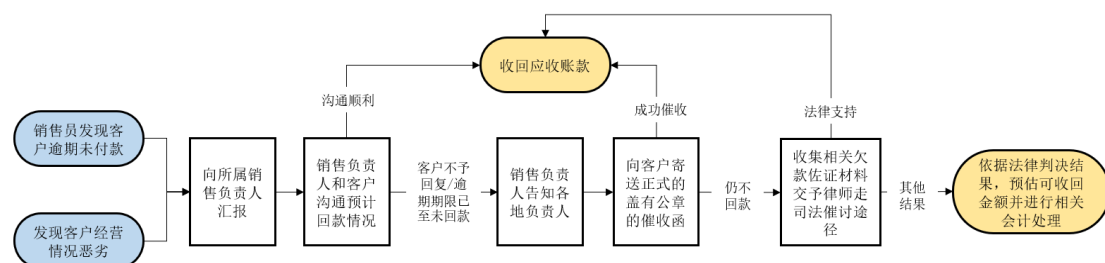 收回应收账款
沟通顺利
成功催收
法律支持
销售员发现客
户逾期未付款
发现客户经营
情况恶劣
向所属销
售负责人
汇报
销售负责
人和客户
沟通预计
回款情况
客户不予
回复/逾
期期限已
至未回款
销售负责
人告知各
地负责人
向客户寄
送正式的
盖有公章
的催收函
仍不
回款
收集相关欠
款佐证材料
交予律师走
司法催讨途
径
其他
结果
依据法律判决结
果，预估可收回
金额并进行相关
会计处理